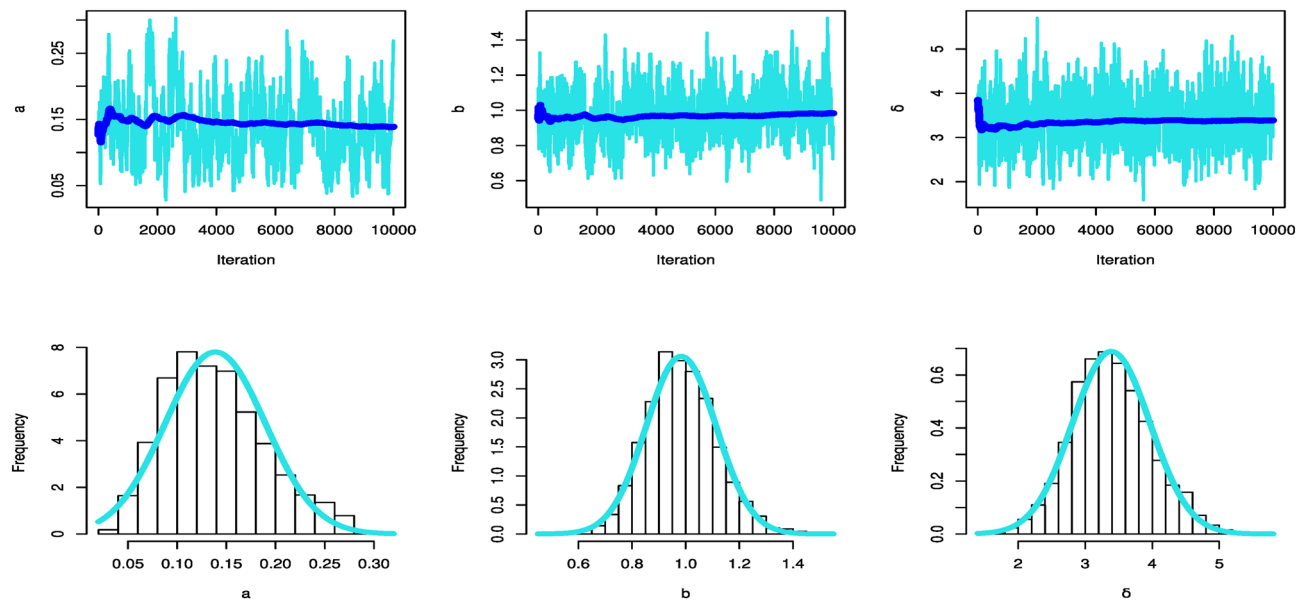 a
0.05 0.15 0.25
0 2000 4000 6000 8000 10000
Iteration
b
0.6 0.8 1.0 1.2 1.4
0 2000 4000 6000 8000 10000
Iteration
δ
2 3 4 5
0 2000 4000 6000 8000 10000
Iteration
Frequency
0 2 4 6 8
0.05 0.10 0.15 0.20 0.25 0.30
a
Frequency
0.0 0.5 1.0 1.5 2.0 2.5 3.0
0.6 0.8 1.0 1.2 1.4
b
Frequency
0.0 0.2 0.4 0.6
2 3 4 5
δ